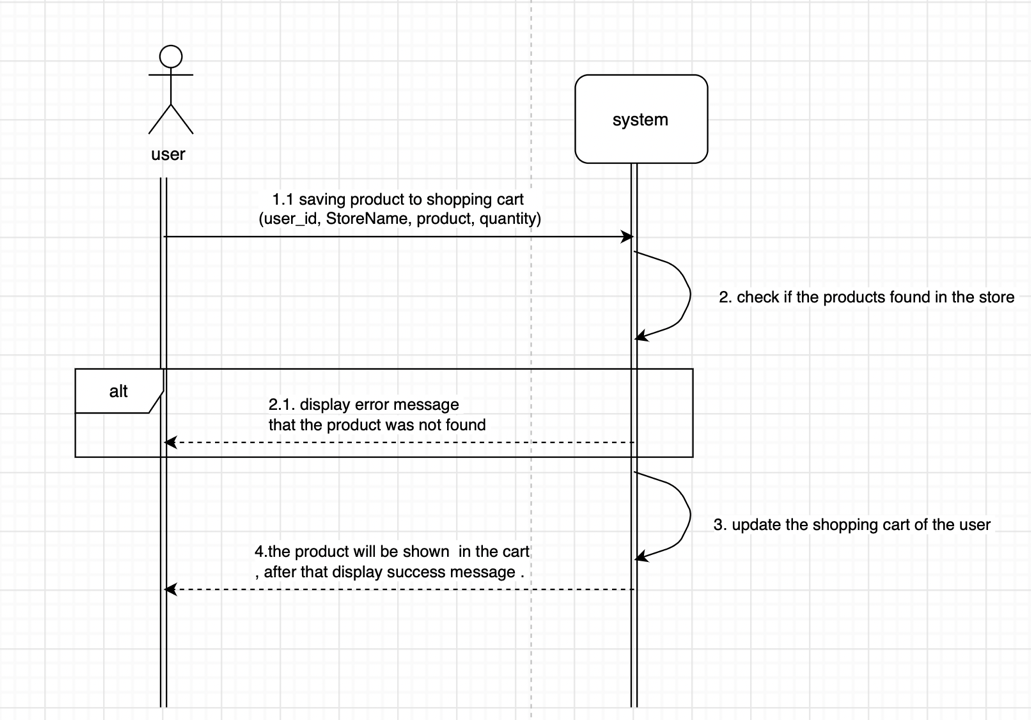 user
system
1.1 saving product to shopping cart
(user_id, StoreName, product, quantity)
2. check if the products found in the store
alt
2.1. display error message
that the product was not found
3. update the shopping cart of the user
4.the product will be shown  in the cart
, after that display success message .